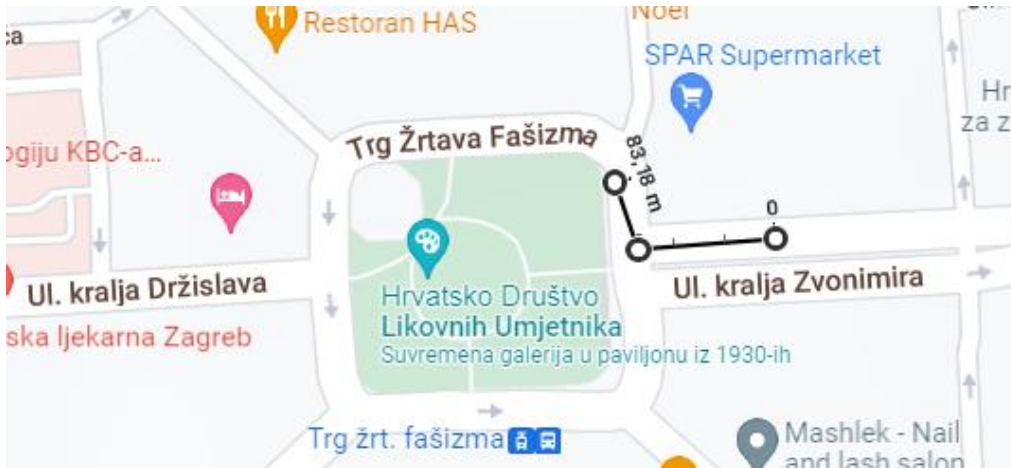 Restoran HAS
Noel
SPAR Supermarket
Hr
za z
Trg Žrtava Fašizma
83,18 m
ogiju KBC-a...
0
Ul. kralja Držislava
Ul. kralja Zvonimira
Hrvatsko Društvo
Likovnih Umjetnika
Suvremena galerija u paviljonu iz 1930-ih
ska ljekarna Zagreb
Trg žrt. fašizma
Mashlek - Nail
and lash salon